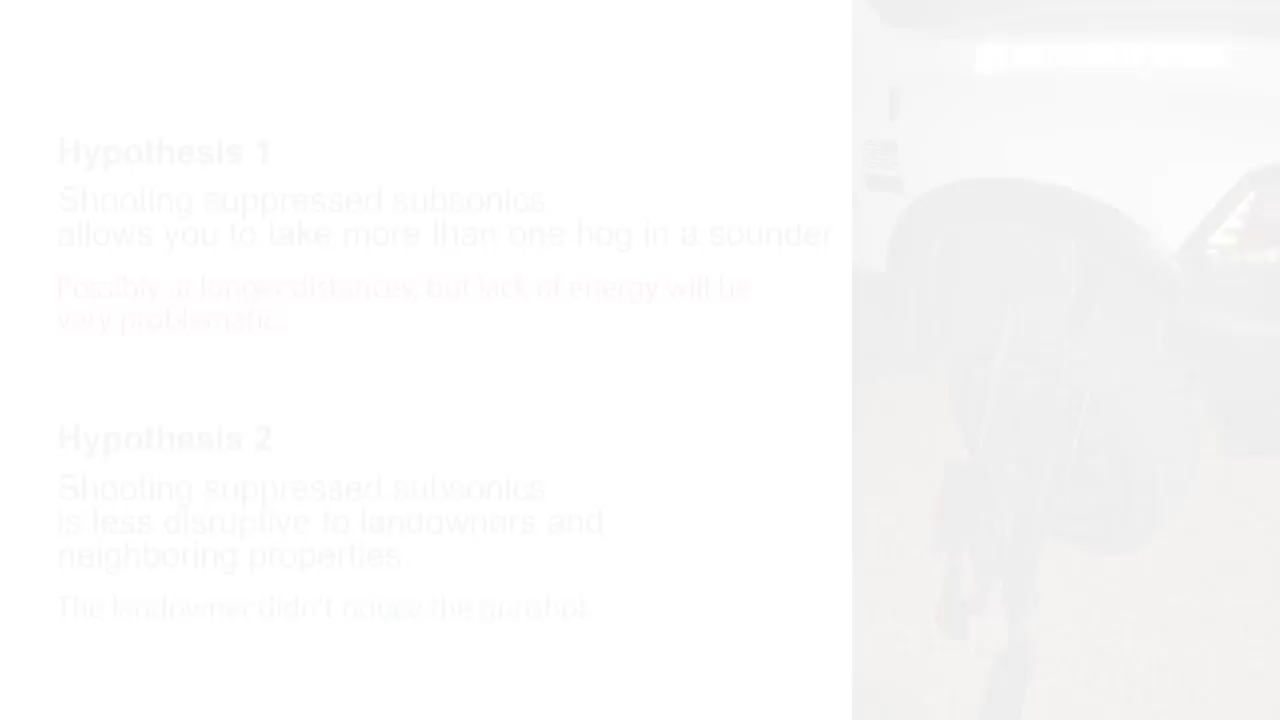 Hypothesis 1
Shooting suppressed subsonics
allows you to take more than one hog in a sounder
Possibly at longer distances, but lack of energy will be
very problematic.
Hypothesis 2
Shooting suppressed subsonics
is less disruptive to landowners and
neighboring properties.
The landowner didn't notice the gunshot.